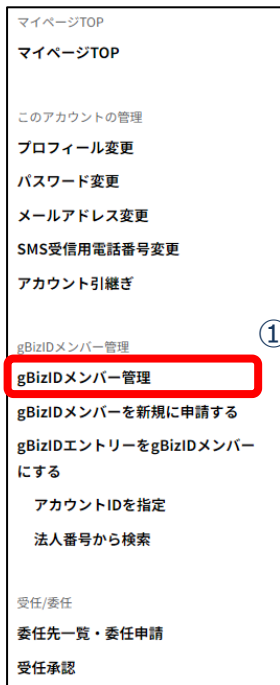 マイページTOP
マイページTOP
このアカウントの管理
プロフィール変更
パスワード変更
メールアドレス変更
SMS受信用電話番号変更
アカウント引継ぎ
gBizIDメンバー管理
①
gBizIDメンバー管理
gBizIDメンバーを新規に申請する
gBizIDエントリーをgBizIDメンバー
にする
アカウントIDを指定
法人番号から検索
受任/委任
委任先一覧・委任申請
受任承認